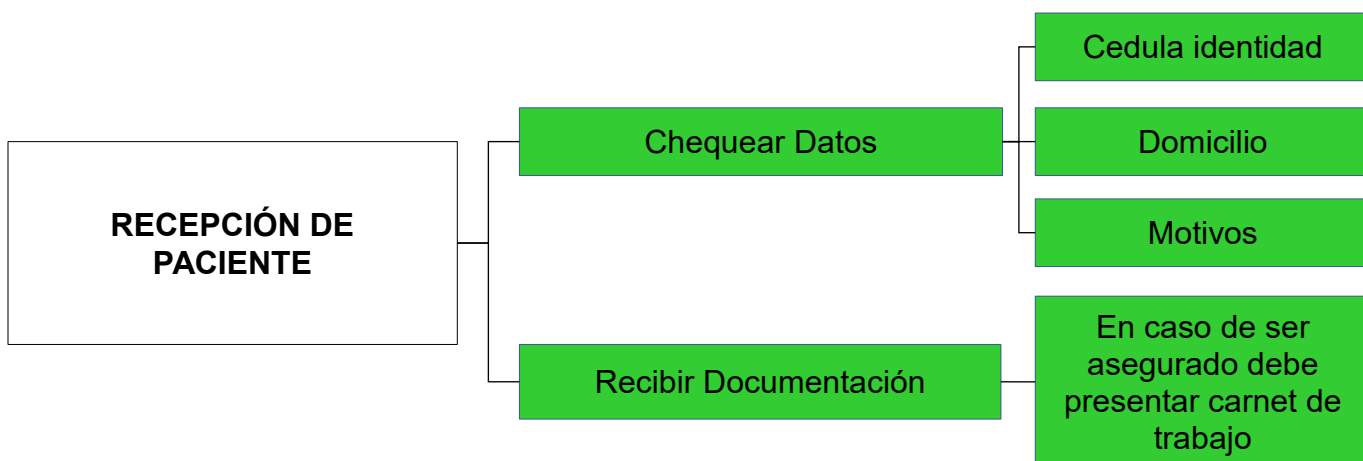 RECEPCIÓN DE
PACIENTE
Chequear Datos
Cedula identidad
Domicilio
Motivos
Recibir Documentación
En caso de ser
asegurado debe
presentar carnet de
trabajo